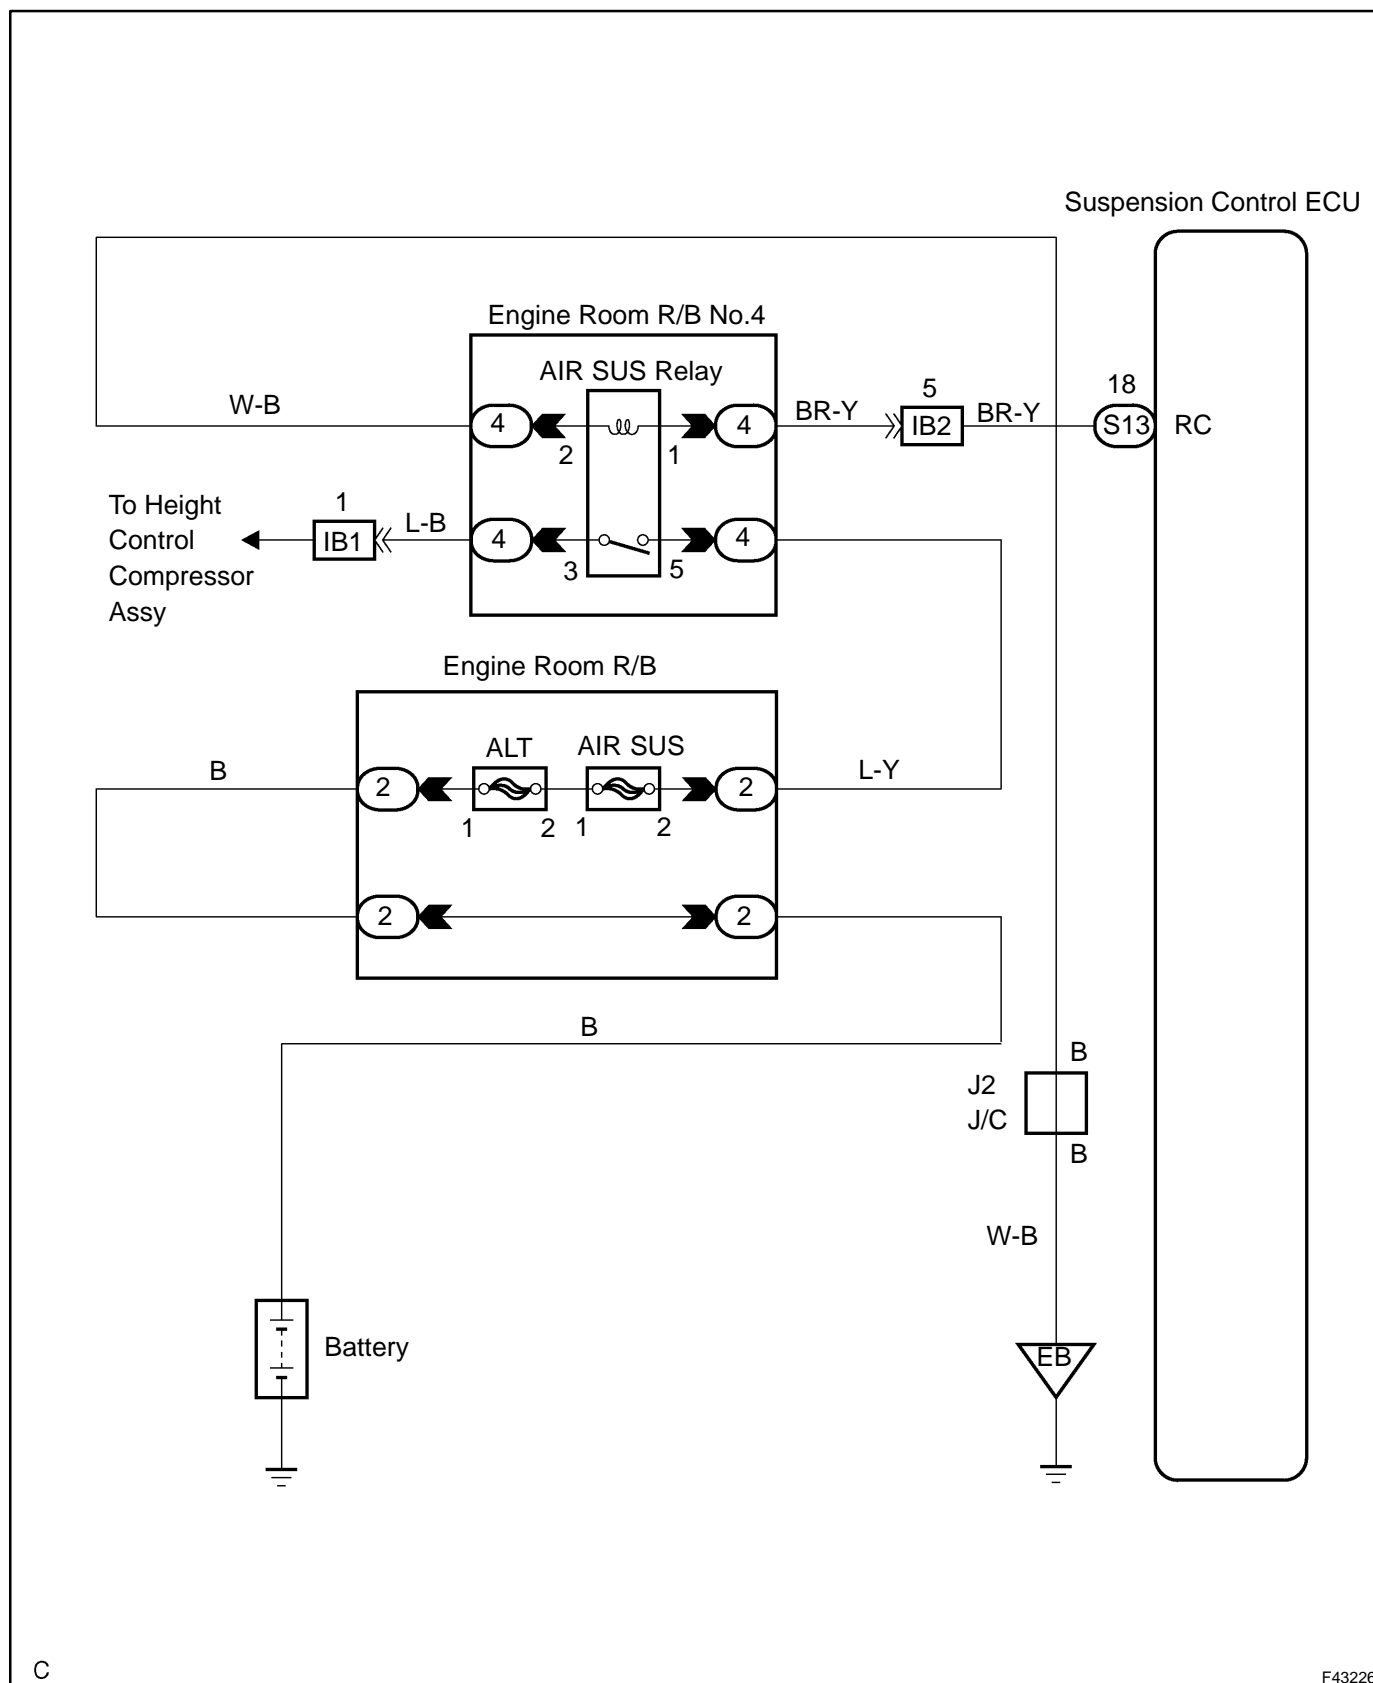 Suspension Control ECU
Engine Room R/B No.4
AIR SUS Relay
W-B
4
2
1
4
BR-Y
5
IB2
BR-Y
18
S13
RC
To Height
Control
Compressor
Assy
1
IB1
L-B
4
3
5
4
Engine Room R/B
B
2
ALT
AIR SUS
1
2
1
2
2
L-Y
2
2
B
B
J2
J/C
B
W-B
Battery
EB
C
F43226